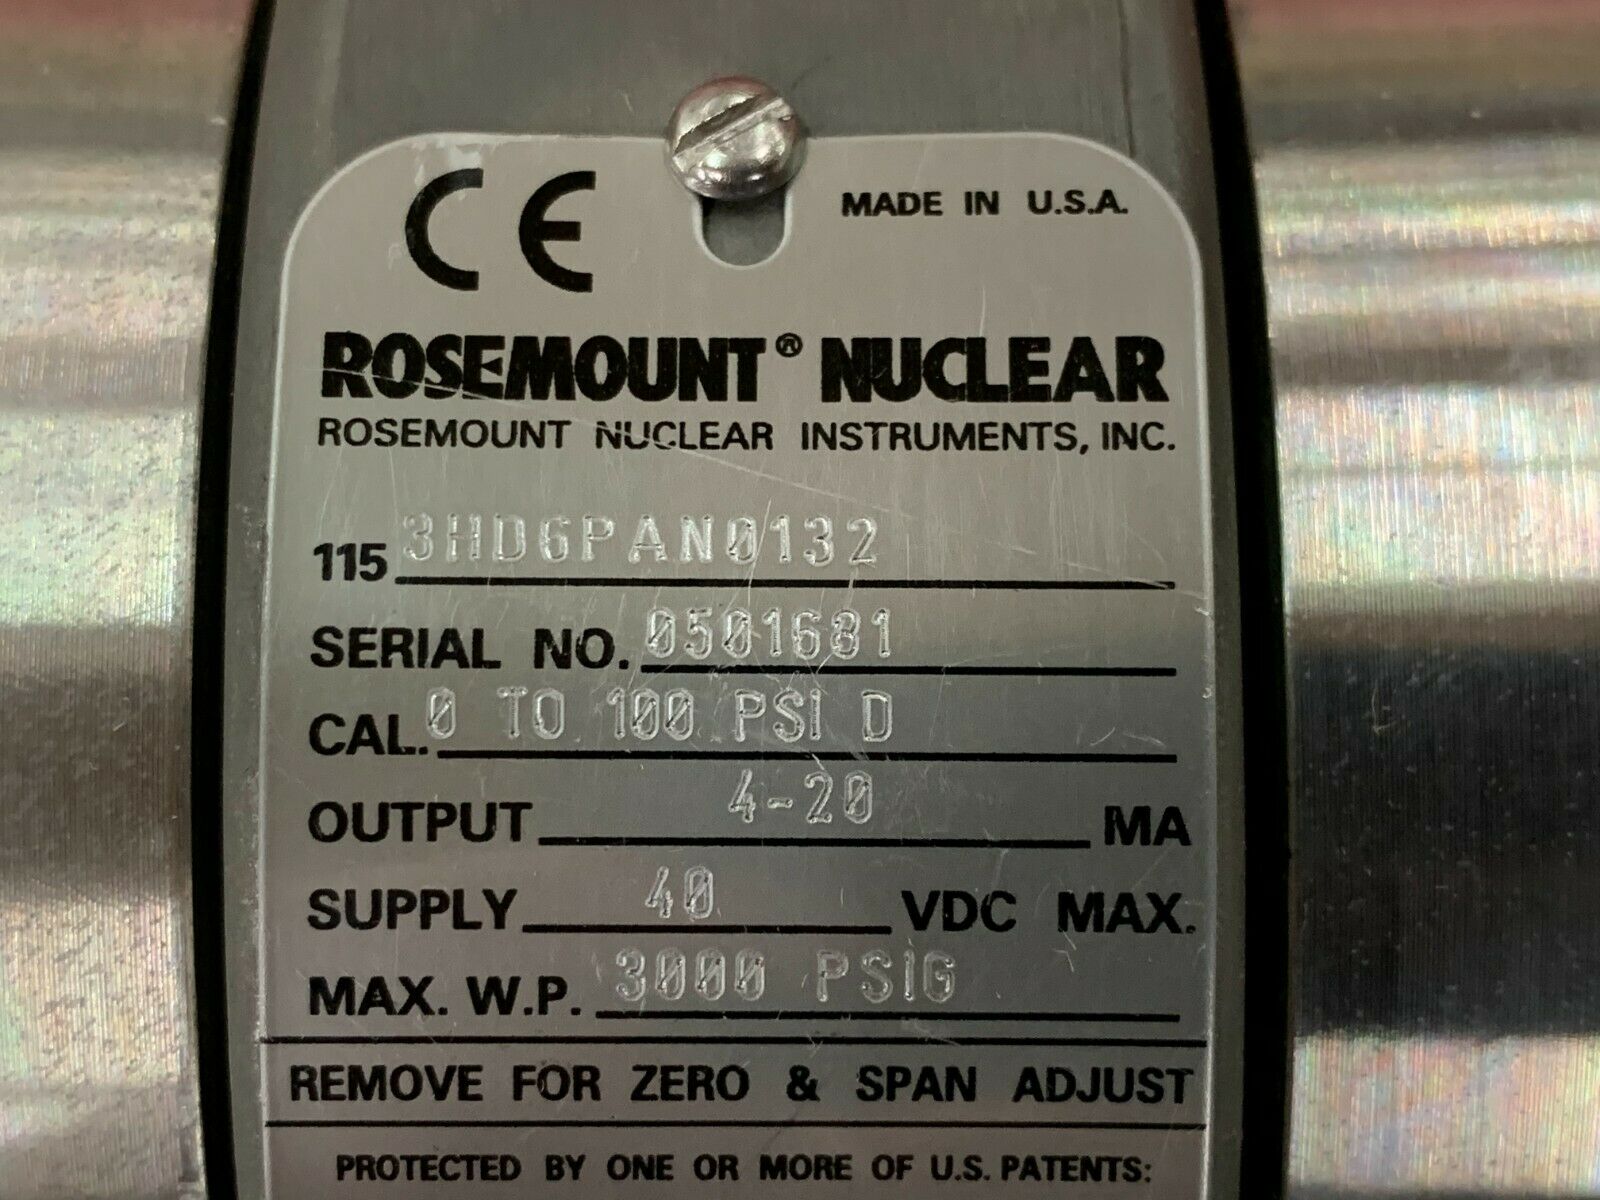 CE
MADE IN U.S.A.
ROSEMOUNT® NUCLEAR
ROSEMOUNT NUCLEAR INSTRUMENTS, INC.
115 3HD6PAN0132
SERIAL NO. 0501681
CAL. 0 TO 100 PSI D
OUTPUT 4-20 MA
SUPPLY 40 VDC MAX.
MAX. W.P. 3000 PSIG
REMOVE FOR ZERO & SPAN ADJUST
PROTECTED BY ONE OR MORE OF U.S. PATENTS: